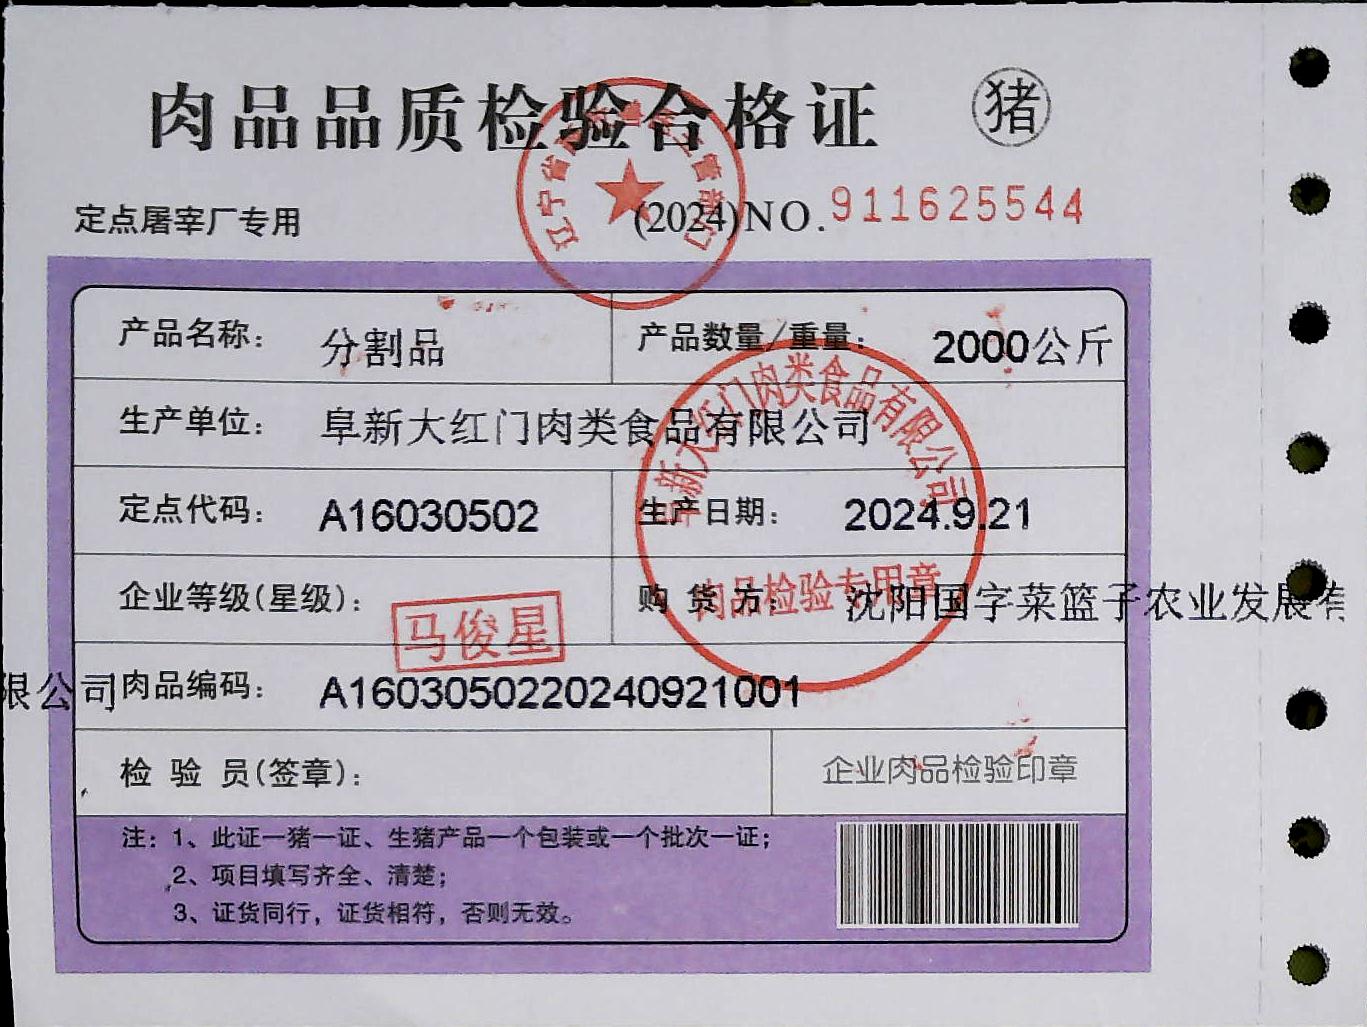 肉品品质检验合格证 猪
定点屠宰厂专用 (2024)NO.911625544
产品名称： 分割品 产品数量/重量： 2000公斤
生产单位： 阜新大红门肉类食品有限公司
阜新大红门肉类食品有限公司
定点代码： A16030502 生产日期： 2024.9.21
企业等级(星级)： 购货方： 沈阳国字菜篮子农业发展有
肉品检验专用章
马俊星
限公司 肉品编码： A1603050220240921001
检验员(签章)： 企业肉品检验印章
注：1、此证一猪一证、生猪产品一个包装或一个批次一证；
2、项目填写齐全、清楚；
3、证货同行，证货相符，否则无效。